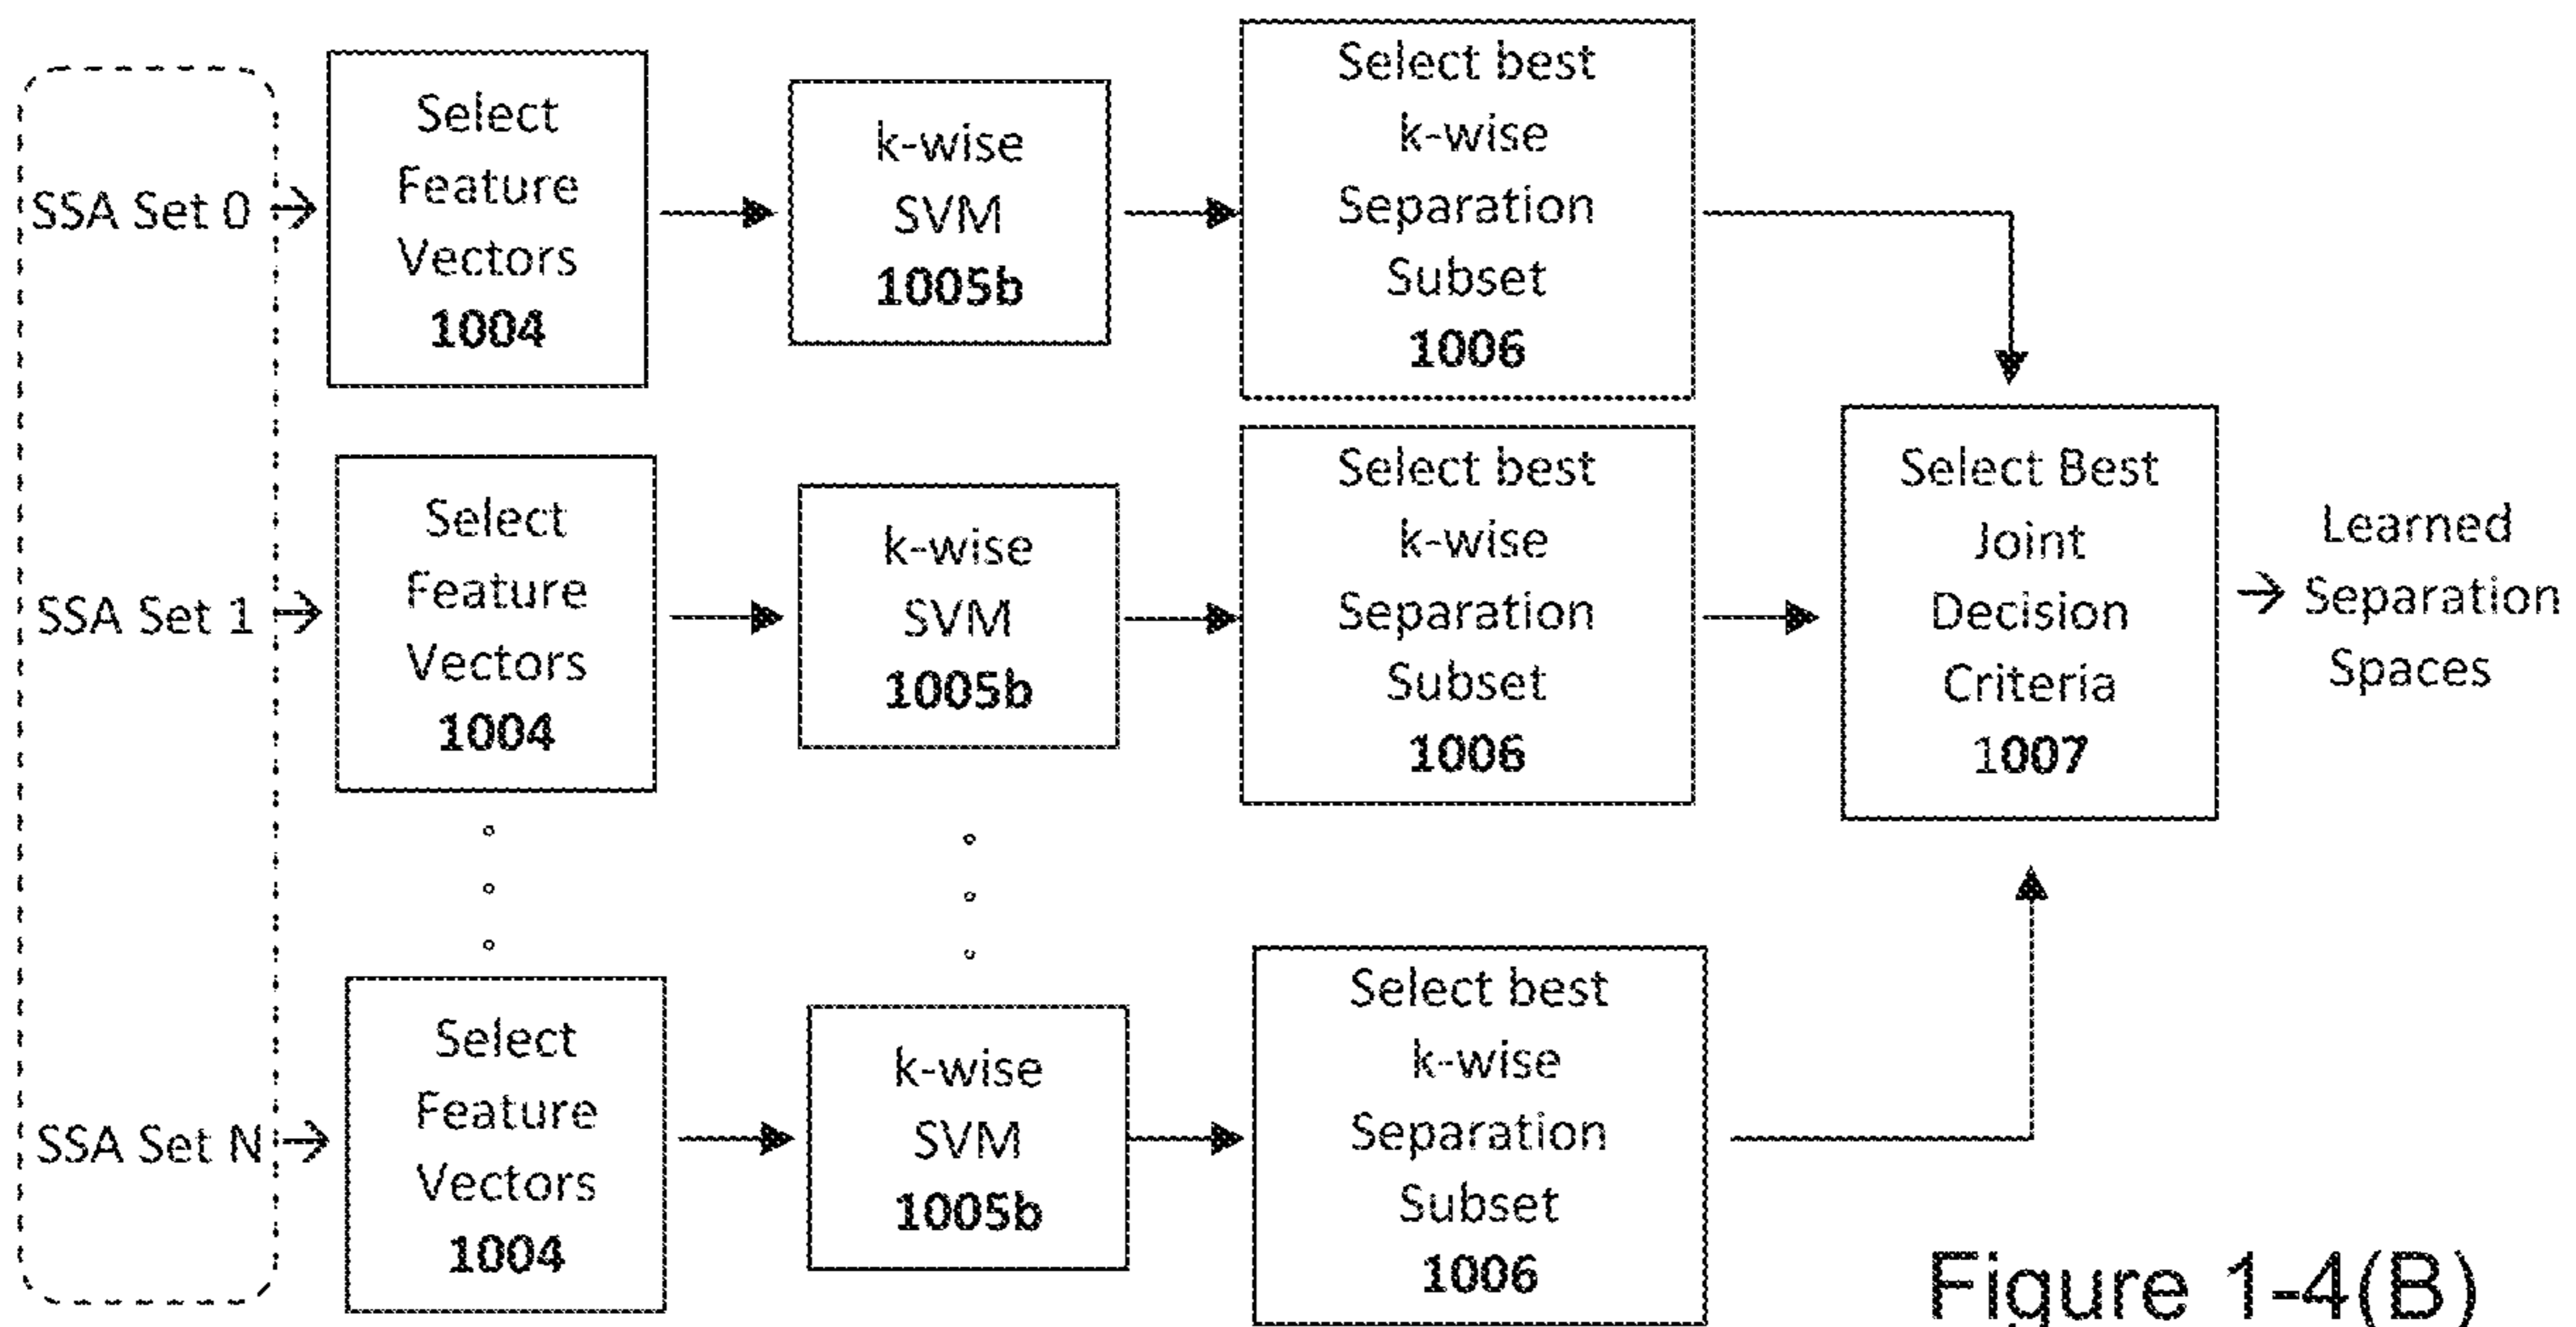 SSA Set 0
Select
Feature
Vectors
1004
k-wise
SVM
1005b
Select best
k-wise
Separation
Subset
1006
SSA Set 1
Select
Feature
Vectors
1004
k-wise
SVM
1005b
Select best
k-wise
Separation
Subset
1006
Select Best
Joint
Decision
Criteria
1007
Learned
Separation
Spaces
SSA Set N
Select
Feature
Vectors
1004
k-wise
SVM
1005b
Select best
k-wise
Separation
Subset
1006
Figure 1-4(B)